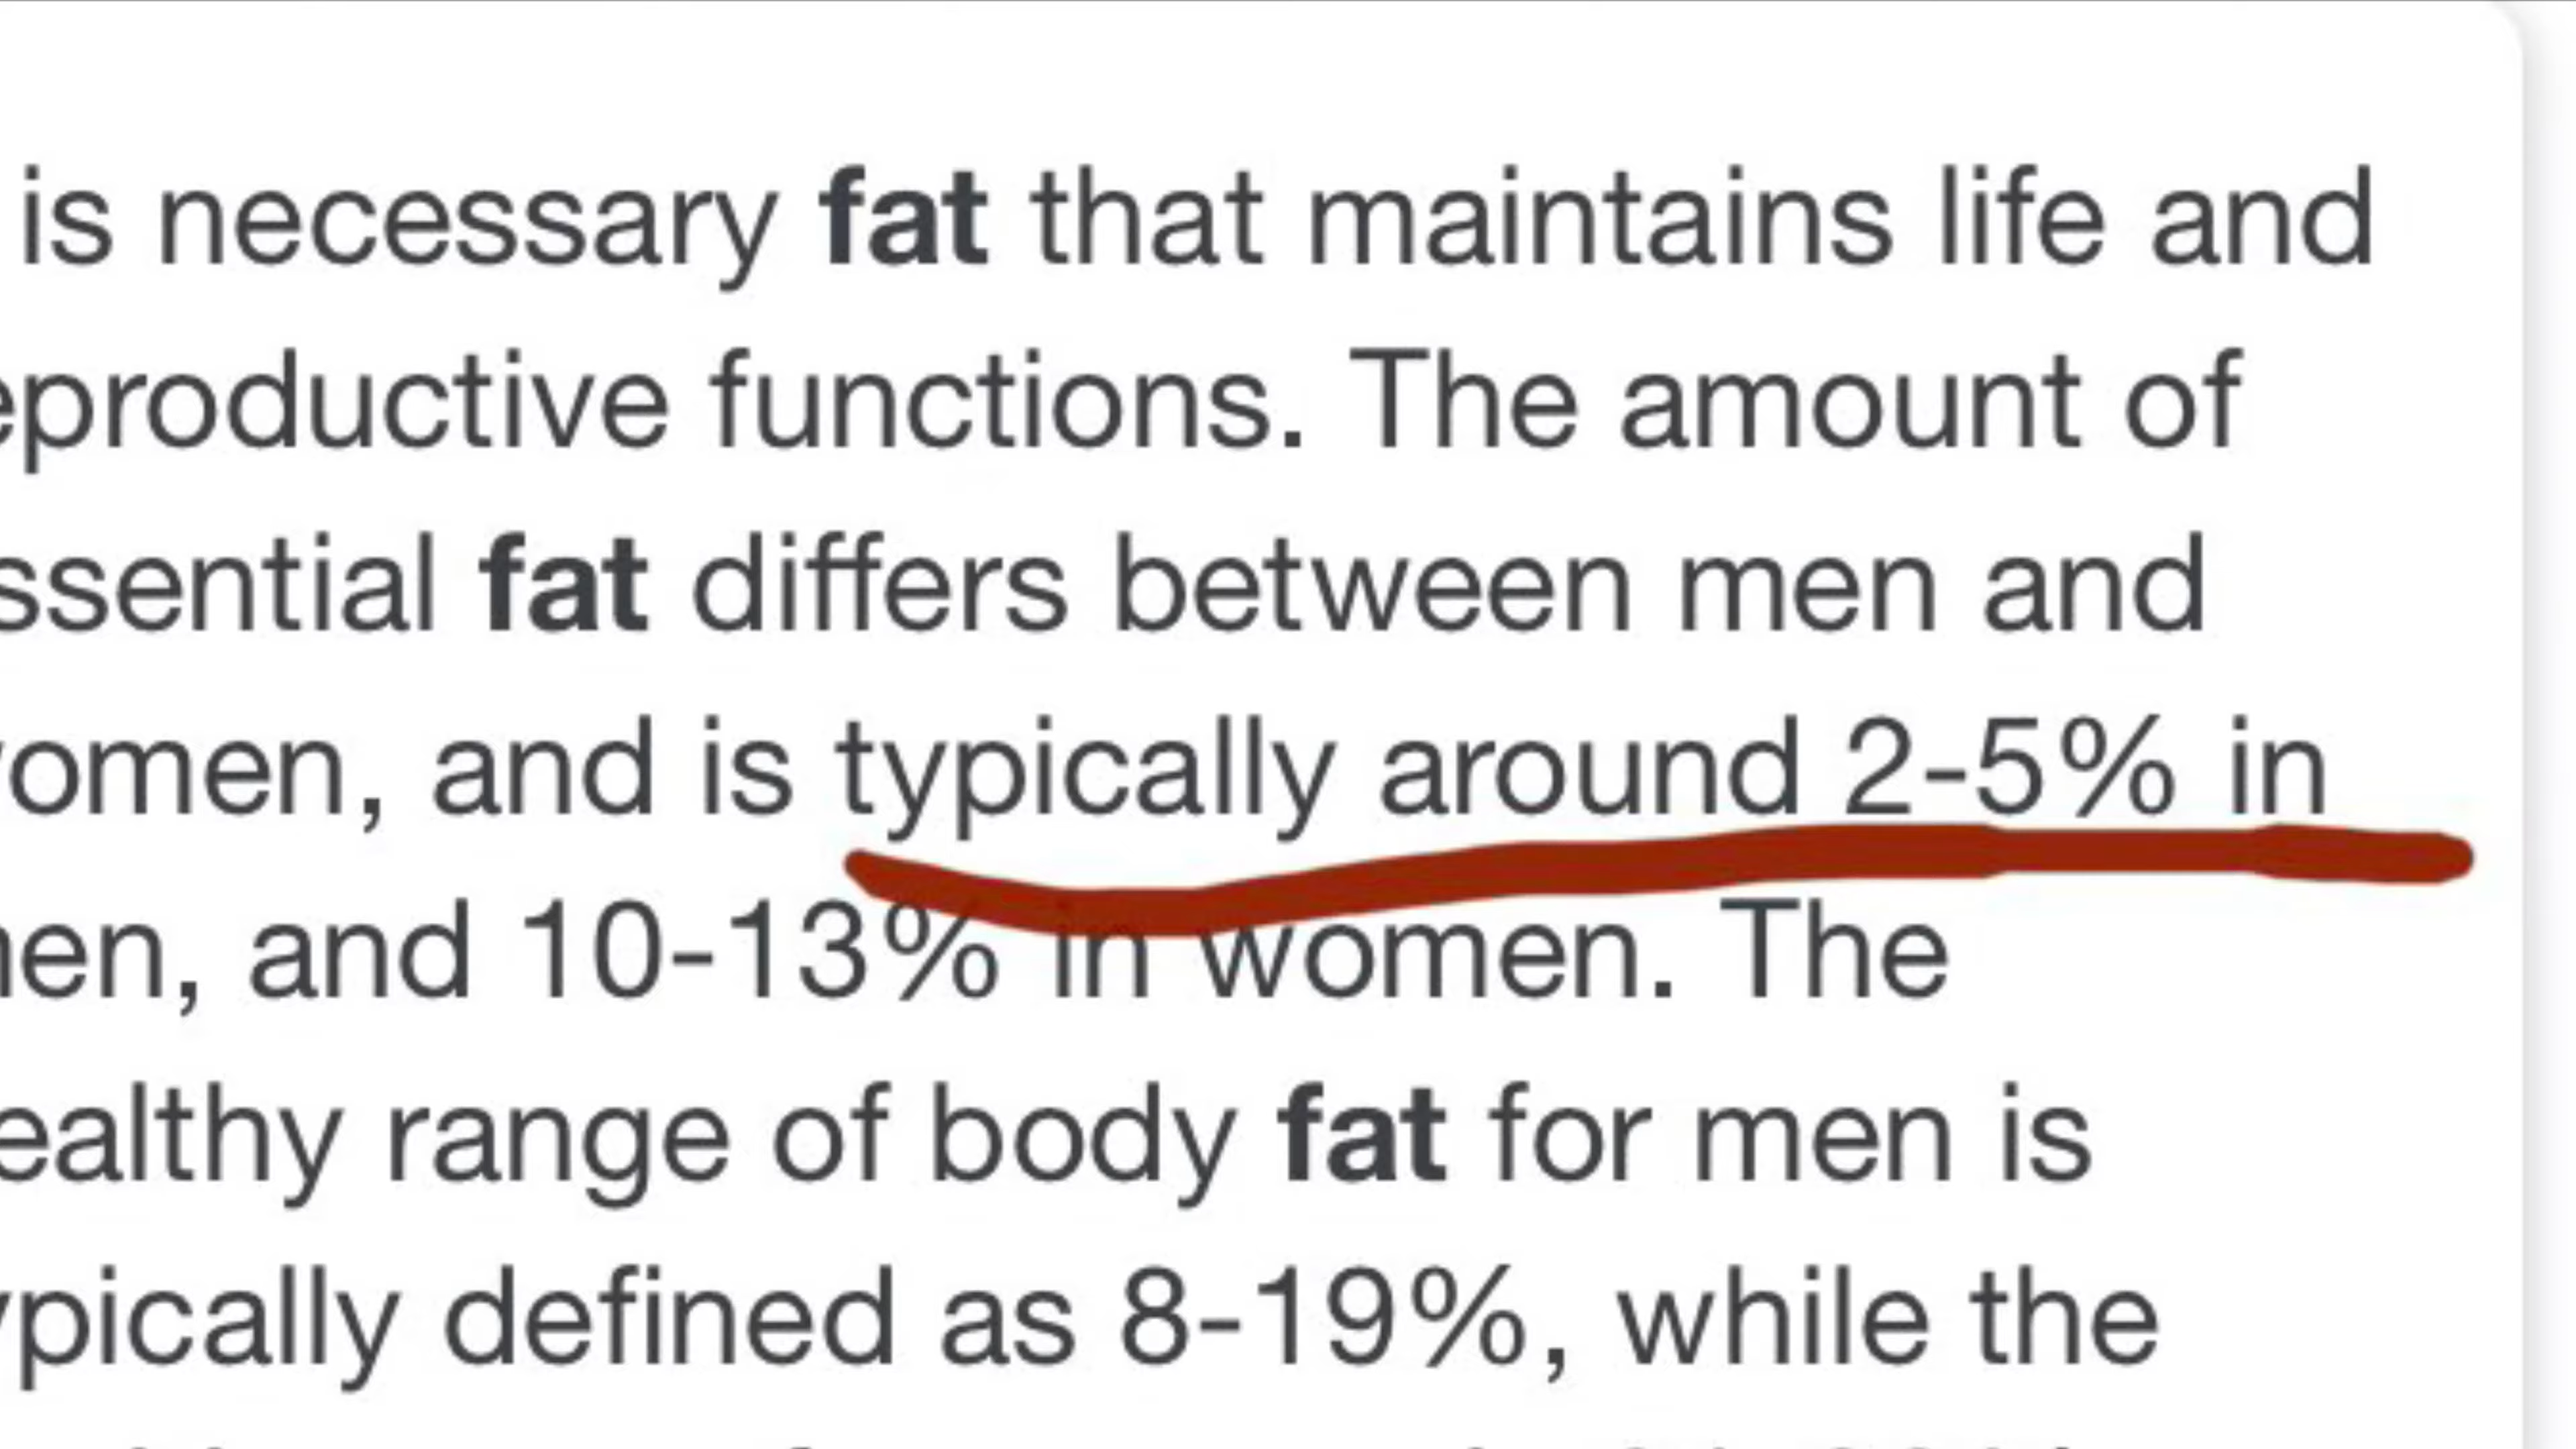 is necessary fat that maintains life and
eproductive functions. The amount of
ssential fat differs between men and
omen, and is typically around 2-5% in
en, and 10-13% in women. The
ealthy range of body fat for men is
ypically defined as 8-19%, while the